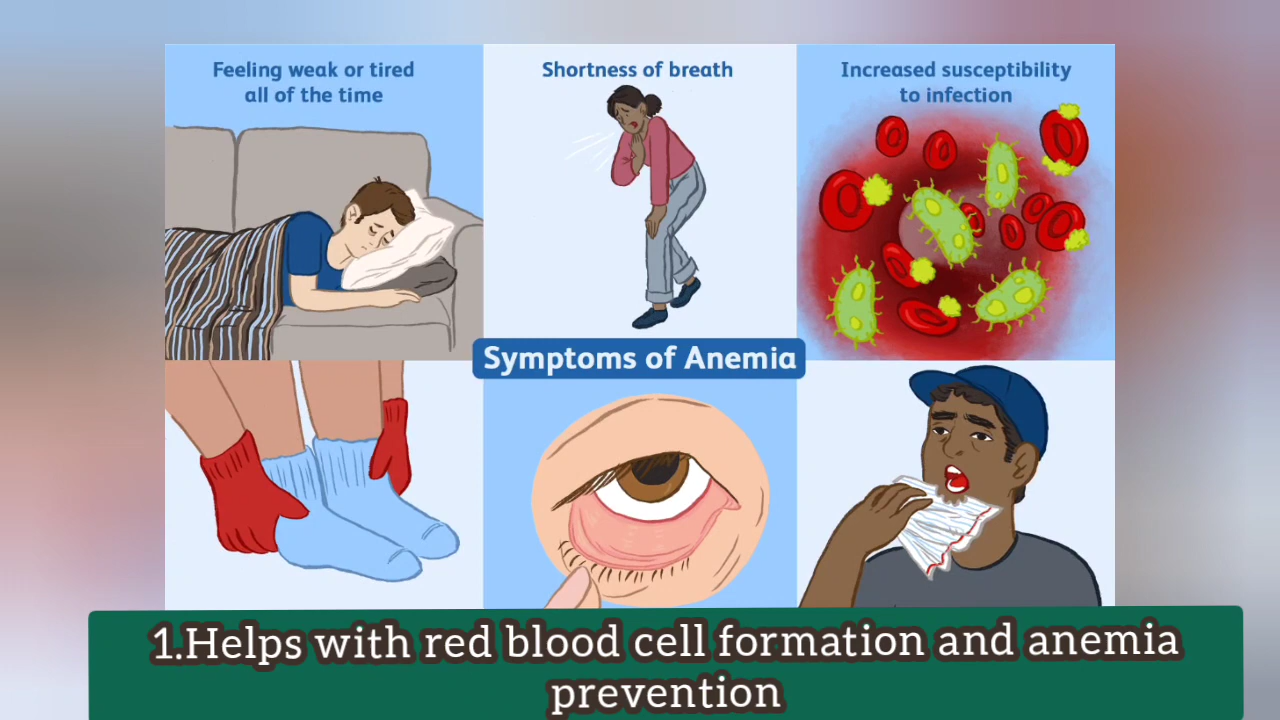 Feeling weak or tired
all of the time
Shortness of breath
Increased susceptibility
to infection
Symptoms of Anemia
1.Helps with red blood cell formation and anemia
prevention